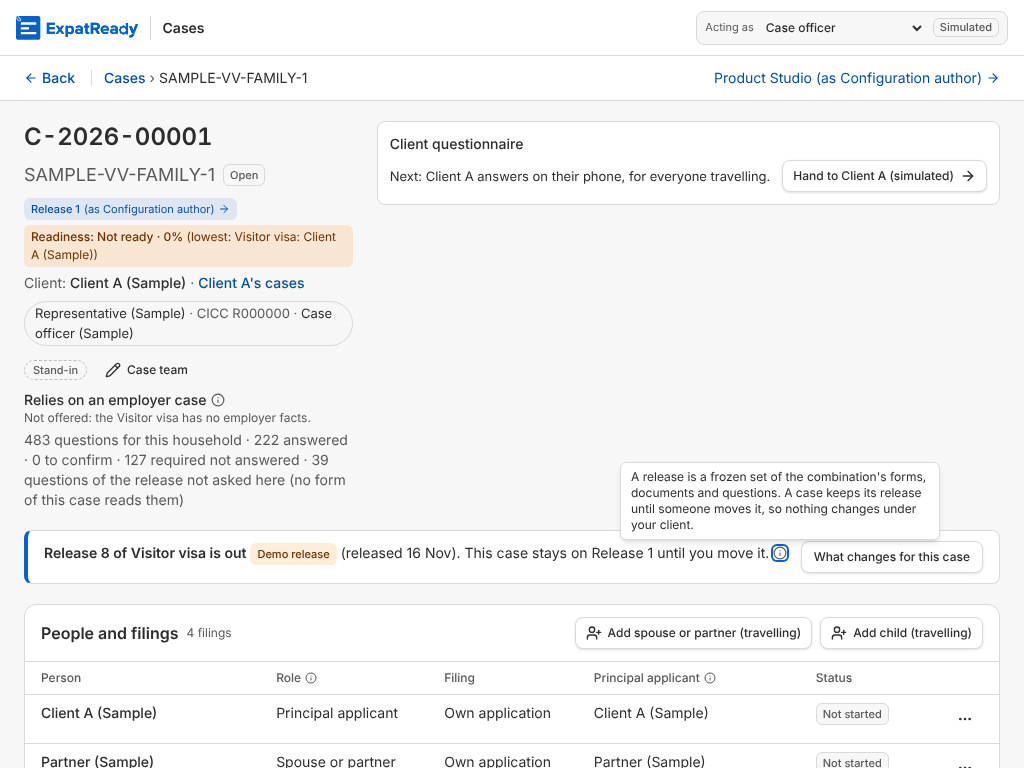 ExpatReady
Cases
Acting as Case officer Simulated
← Back
Cases › SAMPLE-VV-FAMILY-1
Product Studio (as Configuration author) →
C-2026-00001
SAMPLE-VV-FAMILY-1 Open
Release 1 (as Configuration author) →
Readiness: Not ready · 0% (lowest: Visitor visa: Client
A (Sample))
Client: Client A (Sample) · Client A's cases
Representative (Sample) · CICC R000000 · Case
officer (Sample)
Stand-in Case team
Relies on an employer case
Not offered: the Visitor visa has no employer facts.
483 questions for this household · 222 answered
· 0 to confirm · 127 required not answered · 39
questions of the release not asked here (no form
of this case reads them)
Client questionnaire
Next: Client A answers on their phone, for everyone travelling.
Hand to Client A (simulated) →
A release is a frozen set of the combination's forms,
documents and questions. A case keeps its release
until someone moves it, so nothing changes under
your client.
Release 8 of Visitor visa is out Demo release (released 16 Nov). This case stays on Release 1 until you move it.
What changes for this case
People and filings 4 filings
Add spouse or partner (travelling)
Add child (travelling)
Person Role Filing Principal applicant Status
Client A (Sample) Principal applicant Own application Client A (Sample) Not started
Partner (Sample) Spouse or partner Own application Partner (Sample) Not started